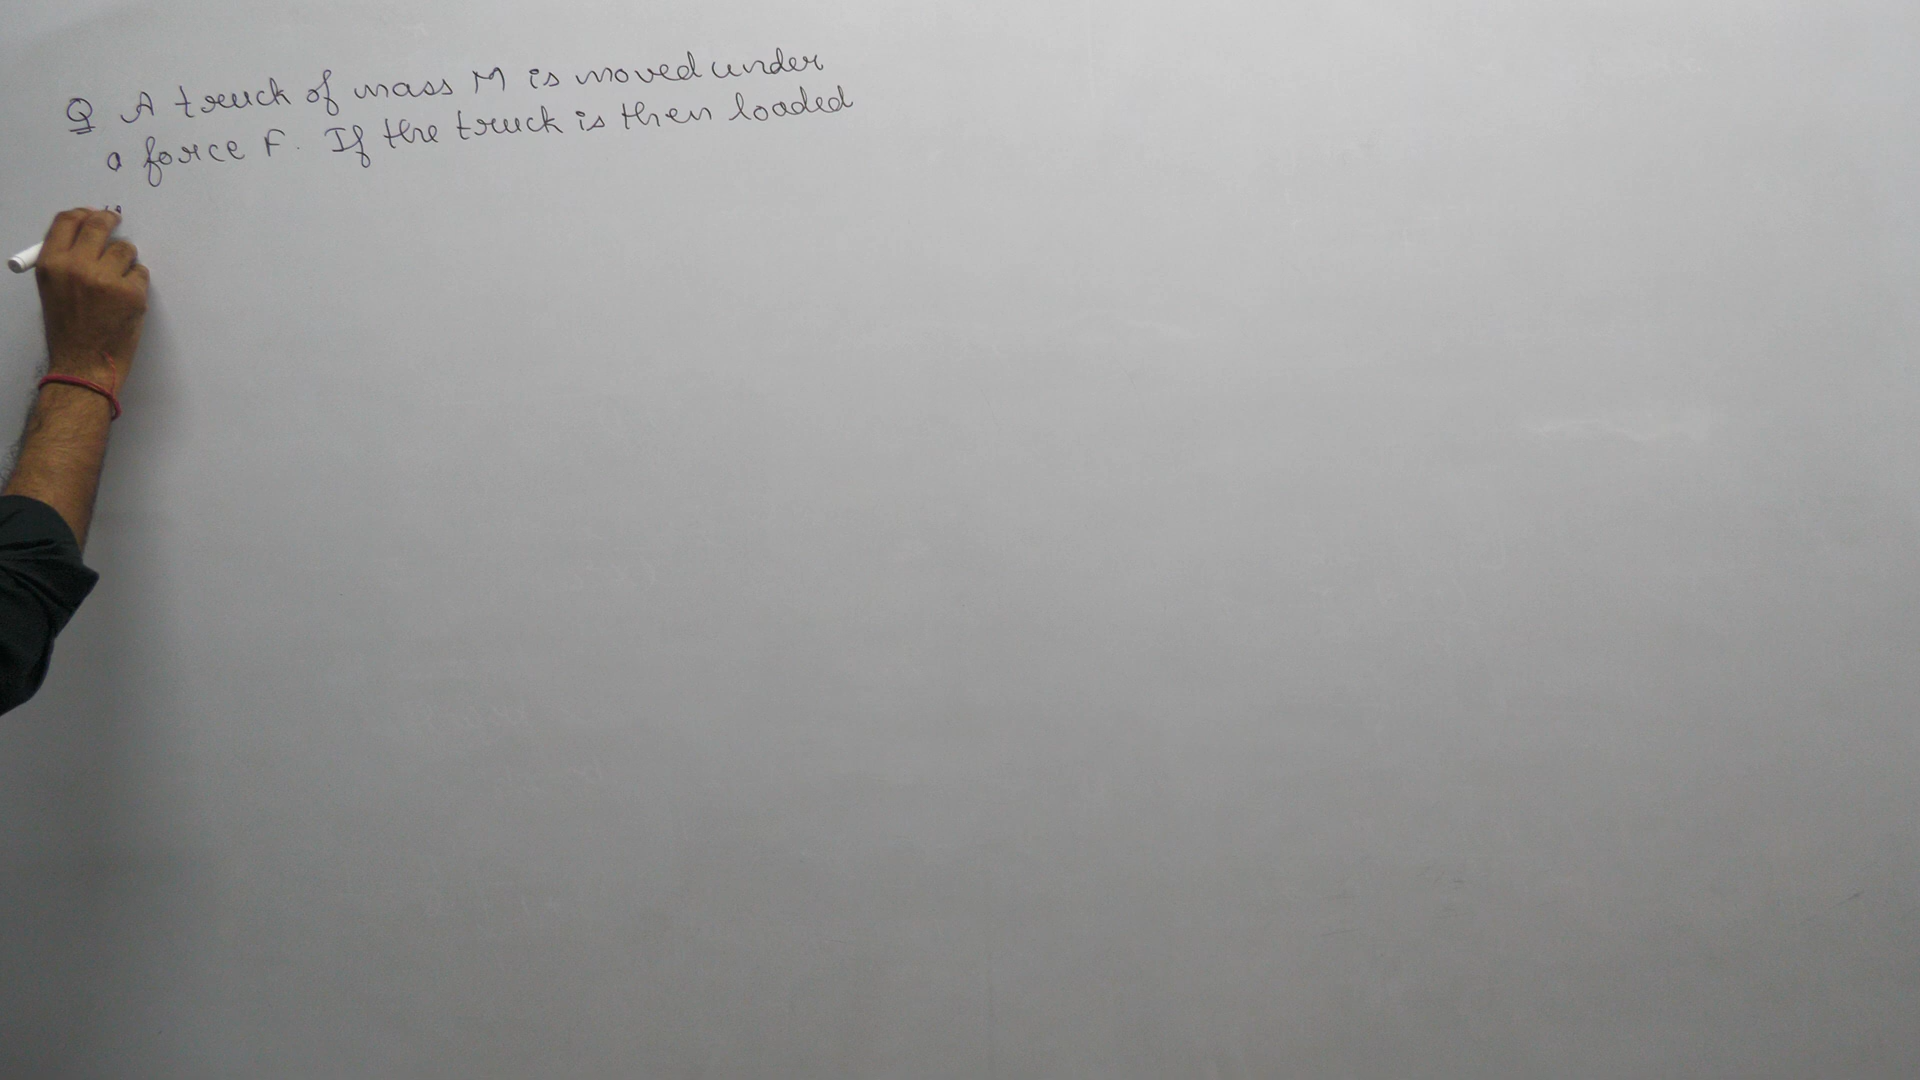 Q A truck of mass M is moved under
a force F. If the truck is then loaded